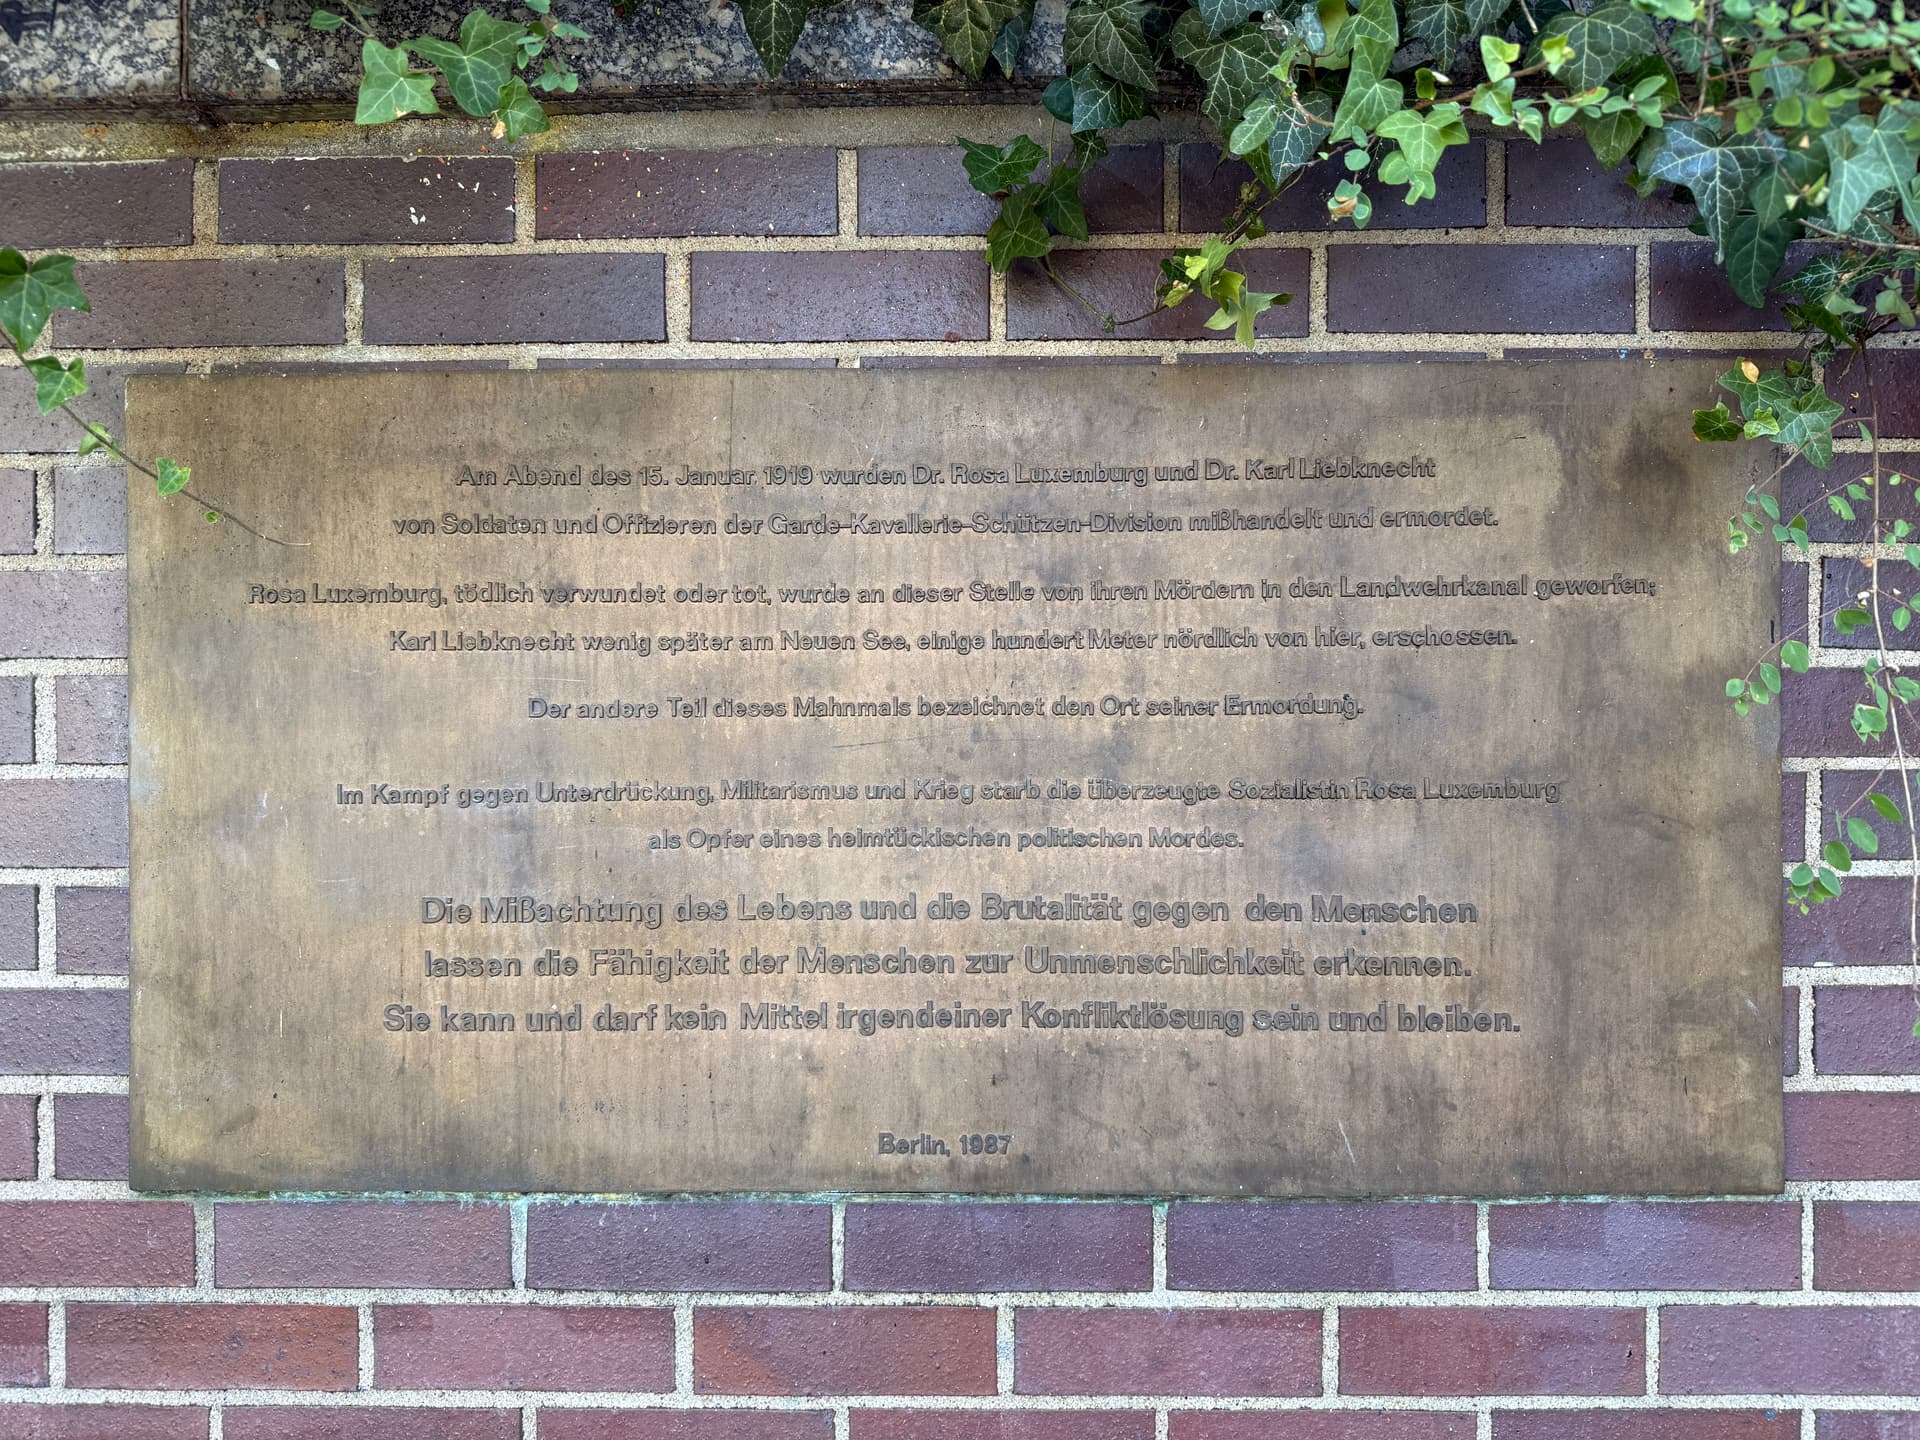 Am Abend des 15. Januar 1919 wurden Dr. Rosa Luxemburg und Dr. Karl Liebknecht
von Soldaten und Offizieren der Garde-Kavallerie-Schützen-Division mißhandelt und ermordet.
Rosa Luxemburg, tödlich verwundet oder tot, wurde an dieser Stelle von ihren Mördern in den Landwehrkanal geworfen;
Karl Liebknecht wenig später am Neuen See, einige hundert Meter nördlich von hier, erschossen.
Der andere Teil dieses Mahnmals bezeichnet den Ort seiner Ermordung.
Im Kampf gegen Unterdrückung, Militarismus und Krieg starb die überzeugte Sozialistin Rosa Luxemburg
als Opfer eines heimtückischen politischen Mordes.
Die Mißachtung des Lebens und die Brutalität gegen den Menschen
lassen die Fähigkeit der Menschen zur Unmenschlichkeit erkennen.
Sie kann und darf kein Mittel irgendeiner Konfliktlösung sein und bleiben.
Berlin, 1987